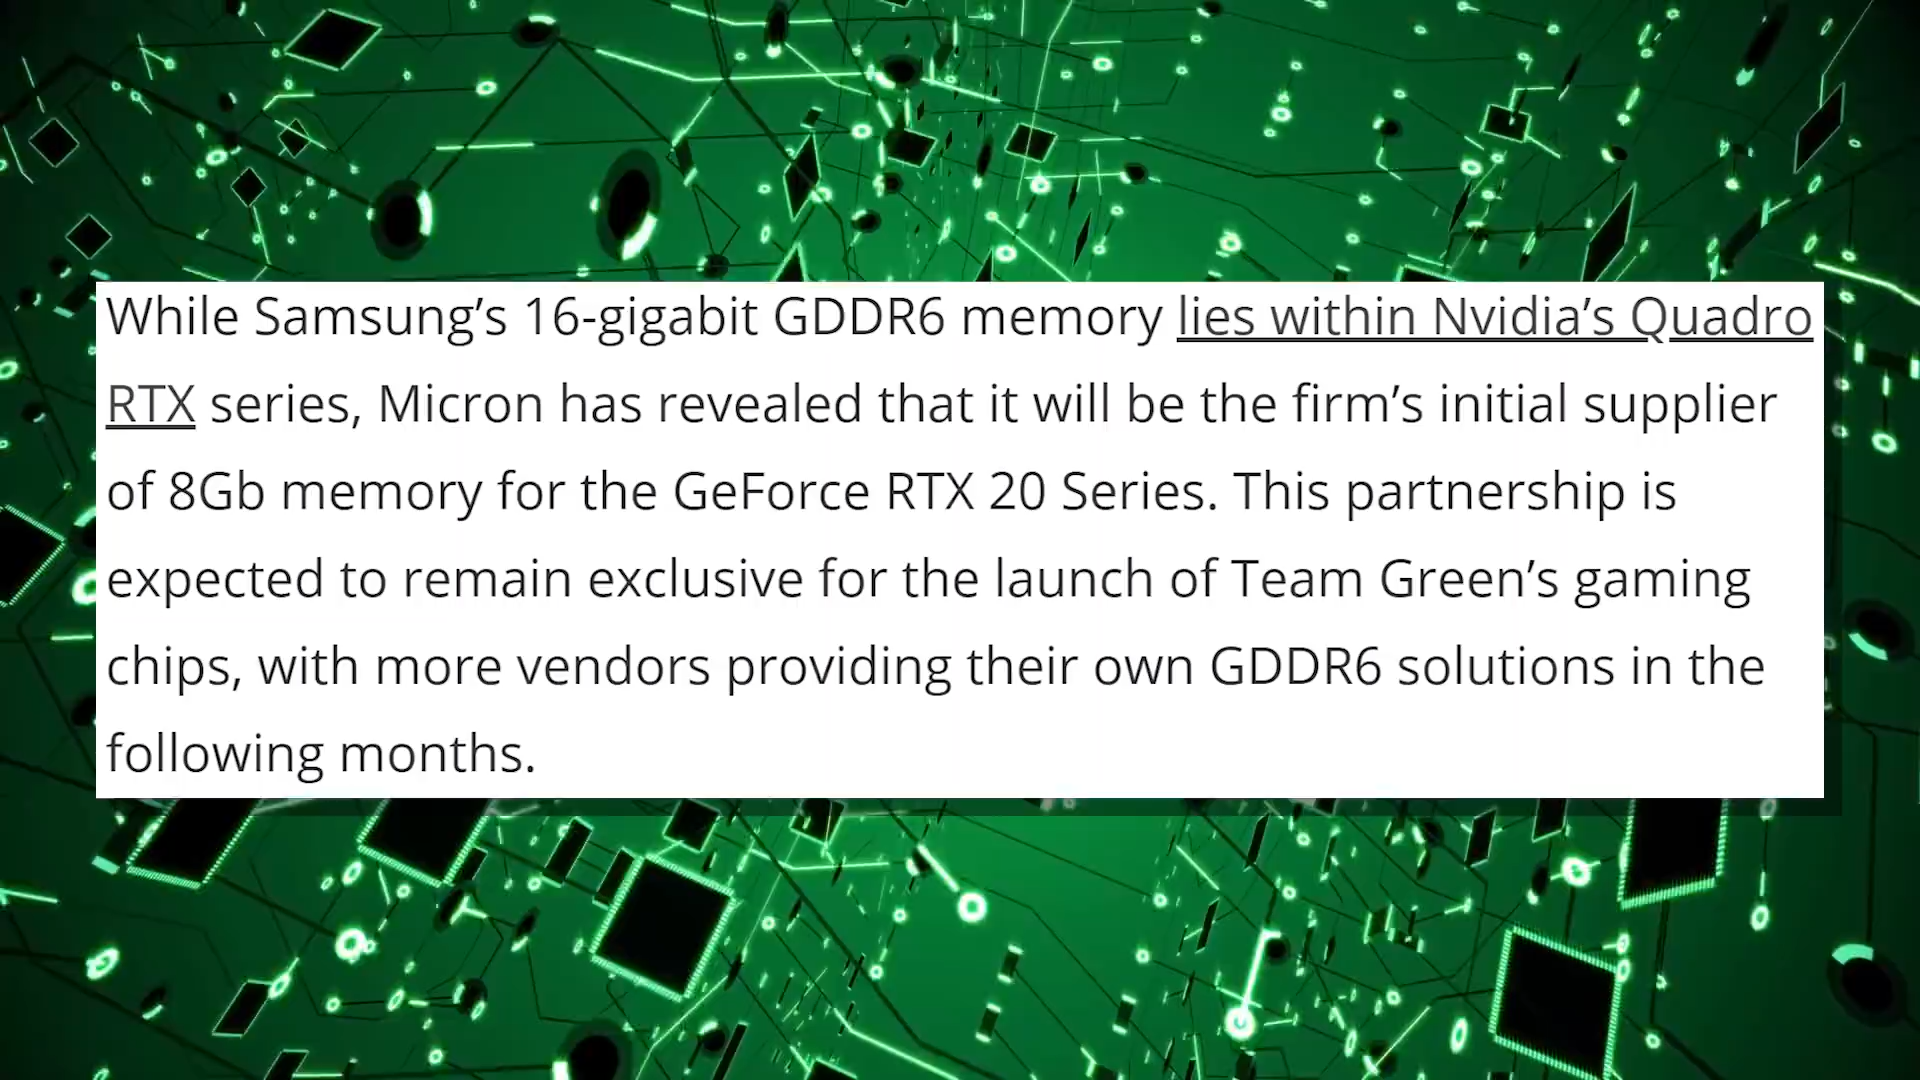 While Samsung’s 16-gigabit GDDR6 memory lies within Nvidia’s Quadro
RTX series, Micron has revealed that it will be the firm’s initial supplier
of 8Gb memory for the GeForce RTX 20 Series. This partnership is
expected to remain exclusive for the launch of Team Green’s gaming
chips, with more vendors providing their own GDDR6 solutions in the
following months.